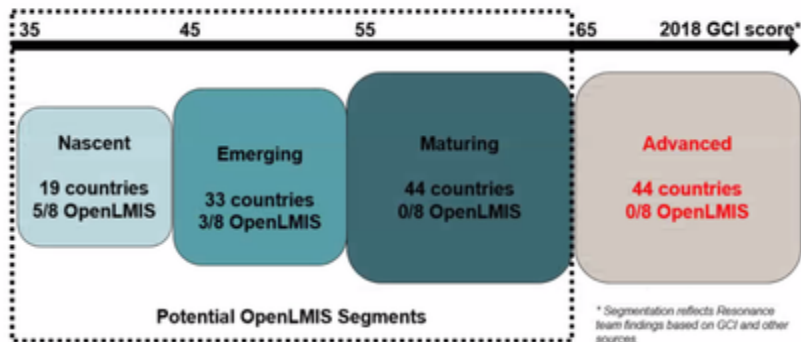 35 45 55 65 2018 GCI score*
Nascent
19 countries
5/8 OpenLMIS
Emerging
33 countries
3/8 OpenLMIS
Maturing
44 countries
0/8 OpenLMIS
Advanced
44 countries
0/8 OpenLMIS
Potential OpenLMIS Segments
* Segmentation reflects Resonance
team findings based on GCI and other
sources